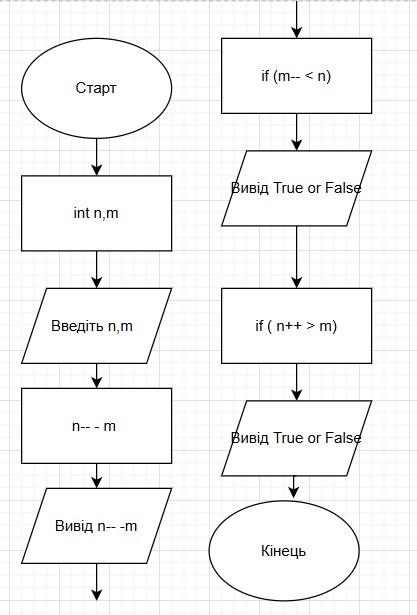 Старт
int n,m
Введіть n,m
n-- - m
Вивід n-- -m
if (m-- < n)
Вивід True or False
if ( n++ > m)
Вивід True or False
Кінець